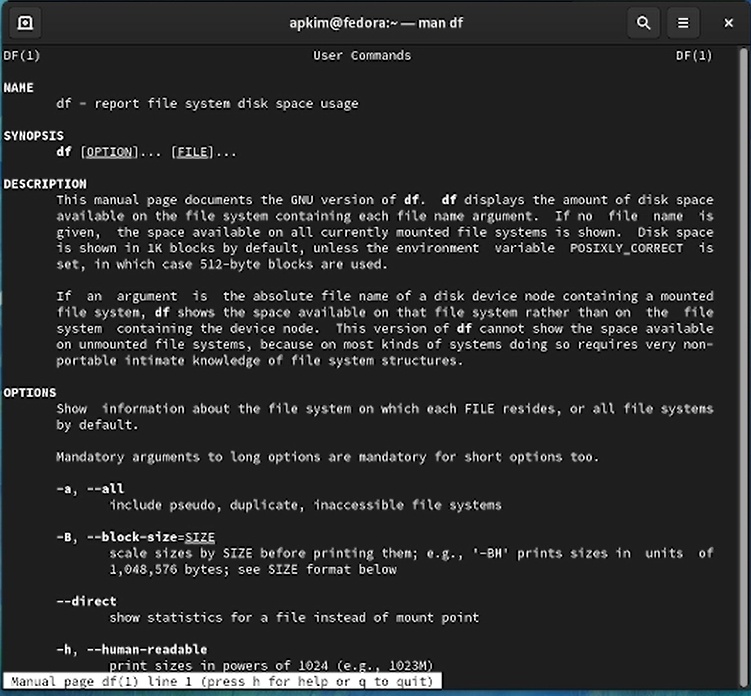 apkim@fedora:~ — man df
DF(1) User Commands DF(1)
NAME
df - report file system disk space usage
SYNOPSIS
df [OPTION]... [FILE]...
DESCRIPTION
This manual page documents the GNU version of df. df displays the amount of disk space
available on the file system containing each file name argument. If no file name is
given, the space available on all currently mounted file systems is shown. Disk space
is shown in 1K blocks by default, unless the environment variable POSIXLY_CORRECT is
set, in which case 512-byte blocks are used.
If an argument is the absolute file name of a disk device node containing a mounted
file system, df shows the space available on that file system rather than on the file
system containing the device node. This version of df cannot show the space available
on unmounted file systems, because on most kinds of systems doing so requires very non-
portable intimate knowledge of file system structures.
OPTIONS
Show information about the file system on which each FILE resides, or all file systems
by default.
Mandatory arguments to long options are mandatory for short options too.
-a, --all
include pseudo, duplicate, inaccessible file systems
-B, --block-size=SIZE
scale sizes by SIZE before printing them; e.g., '-BM' prints sizes in units of
1,048,576 bytes; see SIZE format below
--direct
show statistics for a file instead of mount point
-h, --human-readable
print sizes in powers of 1024 (e.g., 1023M)
Manual page df(1) line 1 (press h for help or q to quit)